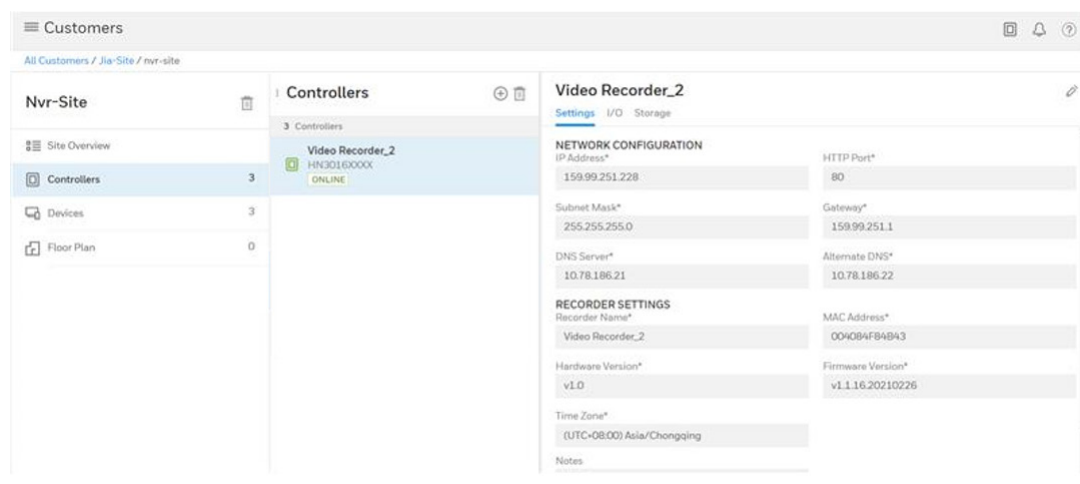 Customers
All Customers / Jia-Site / nvr-site
Nvr-Site
Site Overview
Controllers 3
Devices 3
Floor Plan 0
Controllers
3 Controllers
Video Recorder_2
HN3016XXXX
ONLINE
Video Recorder_2
Settings I/O Storage
NETWORK CONFIGURATION
IP Address* HTTP Port*
159.99.251.228 80
Subnet Mask* Gateway*
255.255.255.0 159.99.251.1
DNS Server* Alternate DNS*
10.78.186.21 10.78.186.22
RECORDER SETTINGS
Recorder Name* MAC Address*
Video Recorder_2 004084F84B43
Hardware Version* Firmware Version*
v1.0 v1.1.16.20210226
Time Zone*
(UTC+08:00) Asia/Chongqing
Notes